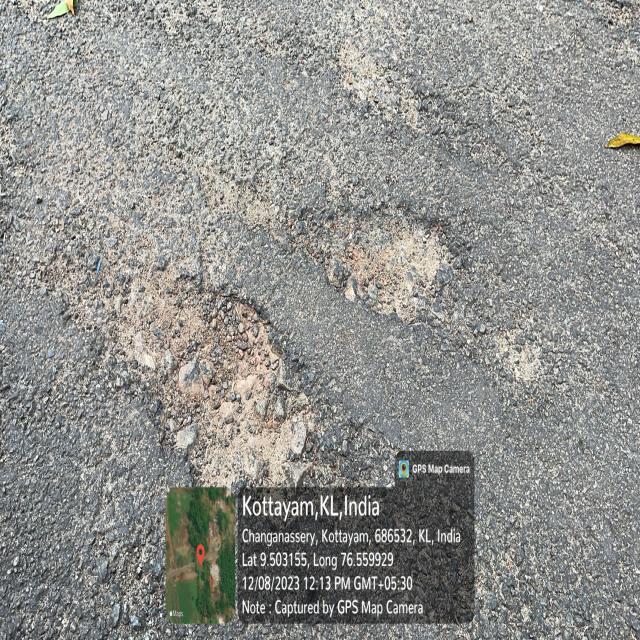 GPS Map Camera
Kottayam,KL,India
Changanassery, Kottayam, 686532, KL, India
Lat 9.503155, Long 76.559929
12/08/2023 12:13 PM GMT+05:30
Note : Captured by GPS Map Camera
Maps